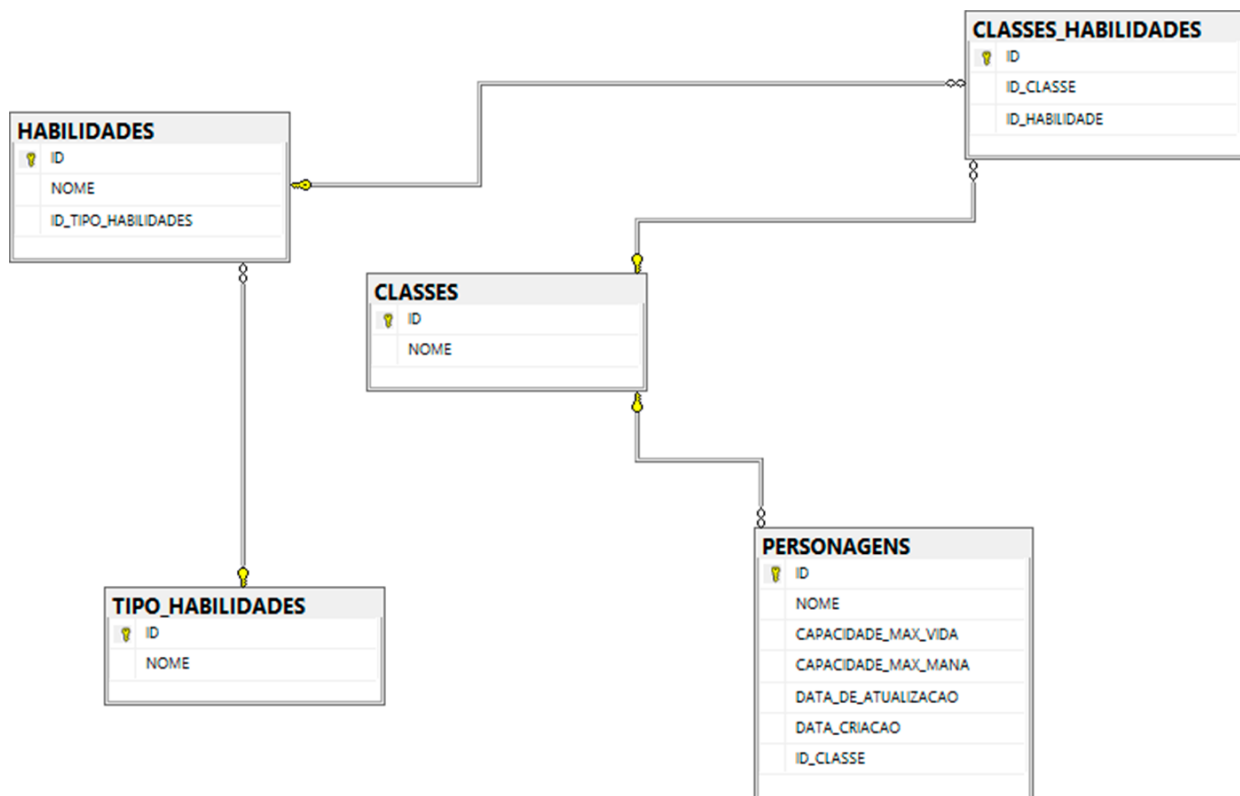 CLASSES_HABILIDADES
ID
ID_CLASSE
ID_HABILIDADE
HABILIDADES
ID
NOME
ID_TIPO_HABILIDADES
CLASSES
ID
NOME
PERSONAGENS
ID
NOME
CAPACIDADE_MAX_VIDA
CAPACIDADE_MAX_MANA
DATA_DE_ATUALIZACAO
DATA_CRIACAO
ID_CLASSE
TIPO_HABILIDADES
ID
NOME